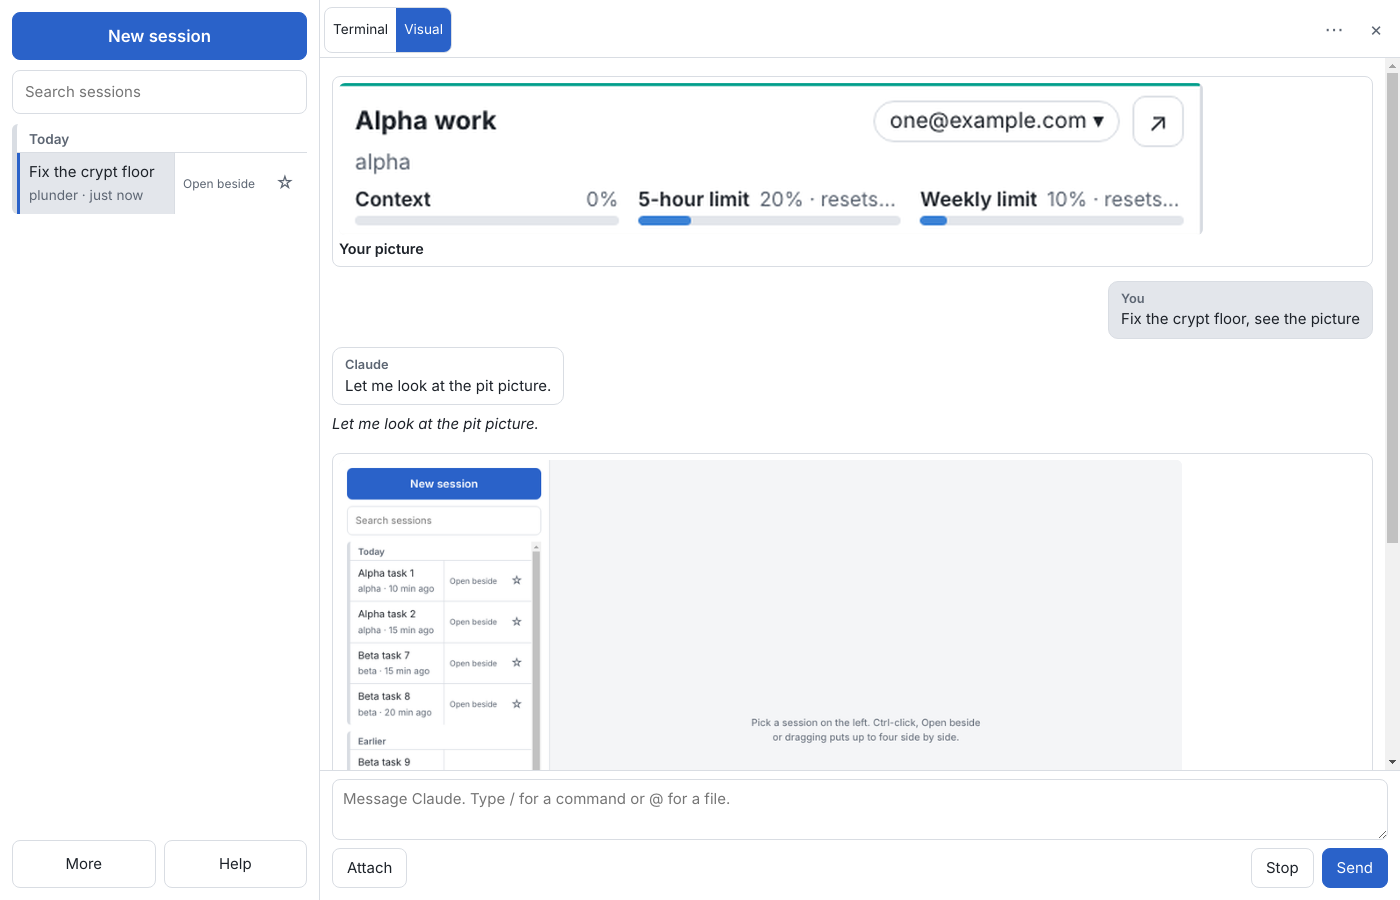 New session
Search sessions
Today
Fix the crypt floor
plunder · just now
Open beside ☆
More
Help
Terminal
Visual
··· ×
Alpha work
one@example.com ▾
alpha
Context 0%
5-hour limit 20% · resets...
Weekly limit 10% · resets...
Your picture
You
Fix the crypt floor, see the picture
Claude
Let me look at the pit picture.
Let me look at the pit picture.
New session
Search sessions
Today
Alpha task 1
alpha · 10 min ago
Open beside ☆
Alpha task 2
alpha · 15 min ago
Open beside ☆
Beta task 7
beta · 15 min ago
Open beside ☆
Beta task 8
beta · 20 min ago
Open beside ☆
Earlier
Beta task 9
Pick a session on the left. Ctrl-click, Open beside
or dragging puts up to four side by side.
Message Claude. Type / for a command or @ for a file.
Attach
Stop
Send